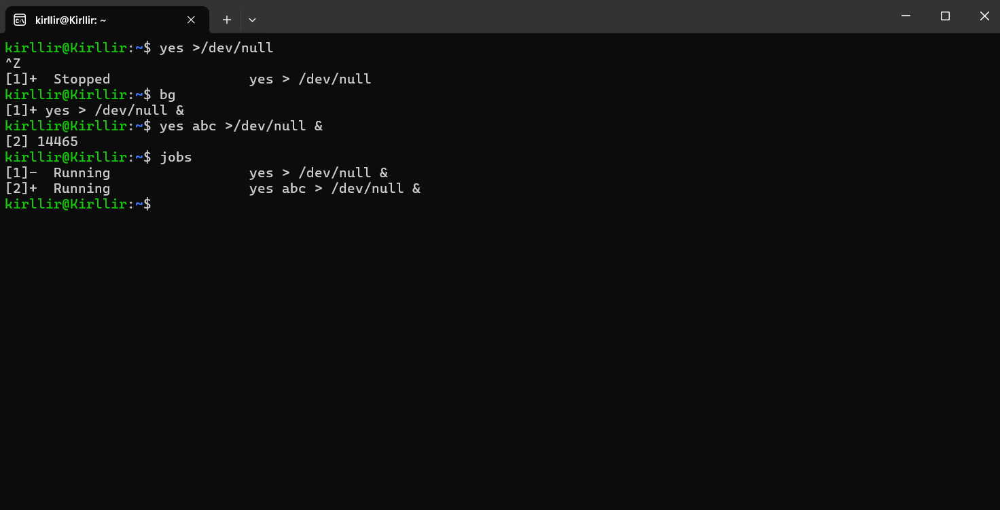 kirllir@Kirllir: ~
kirllir@Kirllir:~$ yes >/dev/null
^Z
[1]+  Stopped                 yes > /dev/null
kirllir@Kirllir:~$ bg
[1]+ yes > /dev/null &
kirllir@Kirllir:~$ yes abc >/dev/null &
[2] 14465
kirllir@Kirllir:~$ jobs
[1]-  Running                 yes > /dev/null &
[2]+  Running                 yes abc > /dev/null &
kirllir@Kirllir:~$